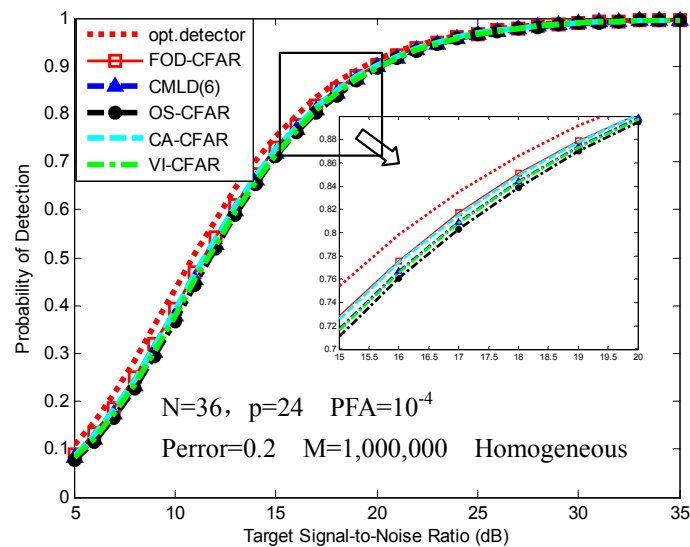 1
0.9
0.8
0.7
0.6
0.5
0.4
0.3
0.2
0.1
0
Probability of Detection
opt.detector
FOD-CFAR
CMLD(6)
OS-CFAR
CA-CFAR
VI-CFAR
0.88
0.86
0.84
0.82
0.8
0.78
0.76
0.74
0.72
0.7
15 15.5 16 16.5 17 17.5 18 18.5 19 19.5 20
N=36，p=24 PFA=10⁻⁴
Perror=0.2 M=1,000,000 Homogeneous
5 10 15 20 25 30 35
Target Signal-to-Noise Ratio (dB)